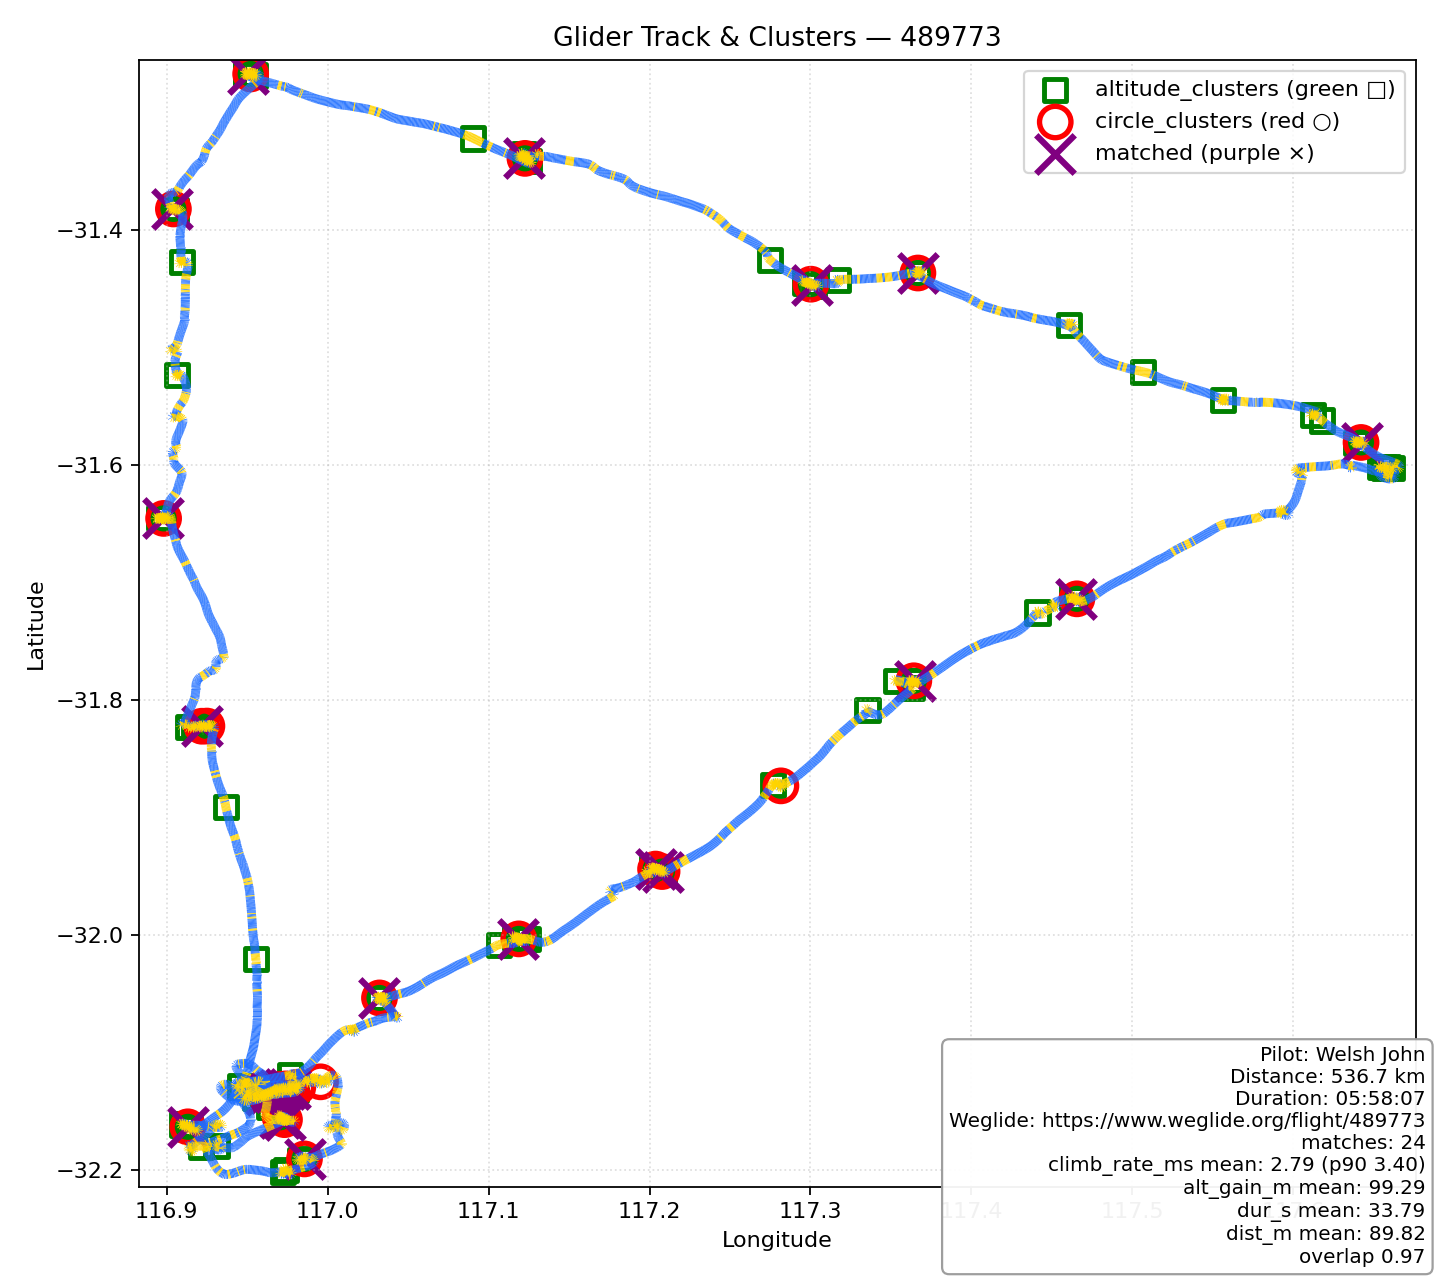 Glider Track & Clusters — 489773
altitude_clusters (green □)
circle_clusters (red ○)
matched (purple ×)
Latitude
−31.4
−31.6
−31.8
−32.0
−32.2
116.9
117.0
117.1
117.2
117.3
117.4
117.5
Longitude
Pilot: Welsh John
Distance: 536.7 km
Duration: 05:58:07
Weglide: https://www.weglide.org/flight/489773
matches: 24
climb_rate_ms mean: 2.79 (p90 3.40)
alt_gain_m mean: 99.29
dur_s mean: 33.79
dist_m mean: 89.82
overlap 0.97